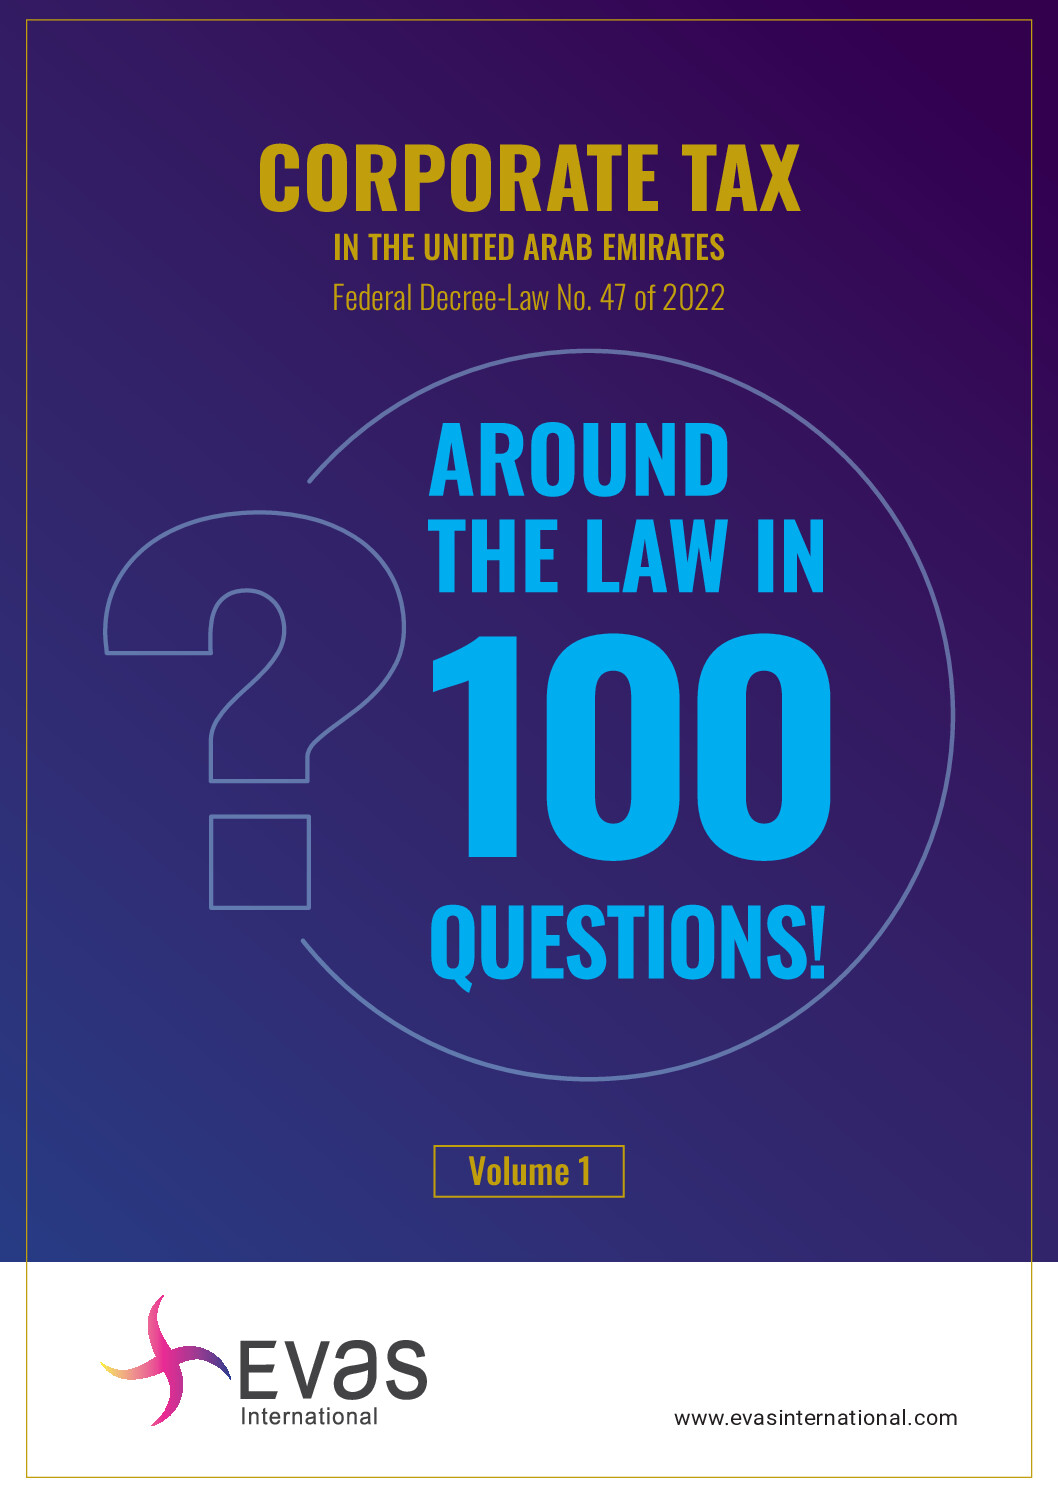 CORPORATE TAX
IN THE UNITED ARAB EMIRATES
Federal Decree-Law No. 47 of 2022
AROUND
THE LAW IN
100
QUESTIONS!
Volume 1
Evas
International
www.evasinternational.com